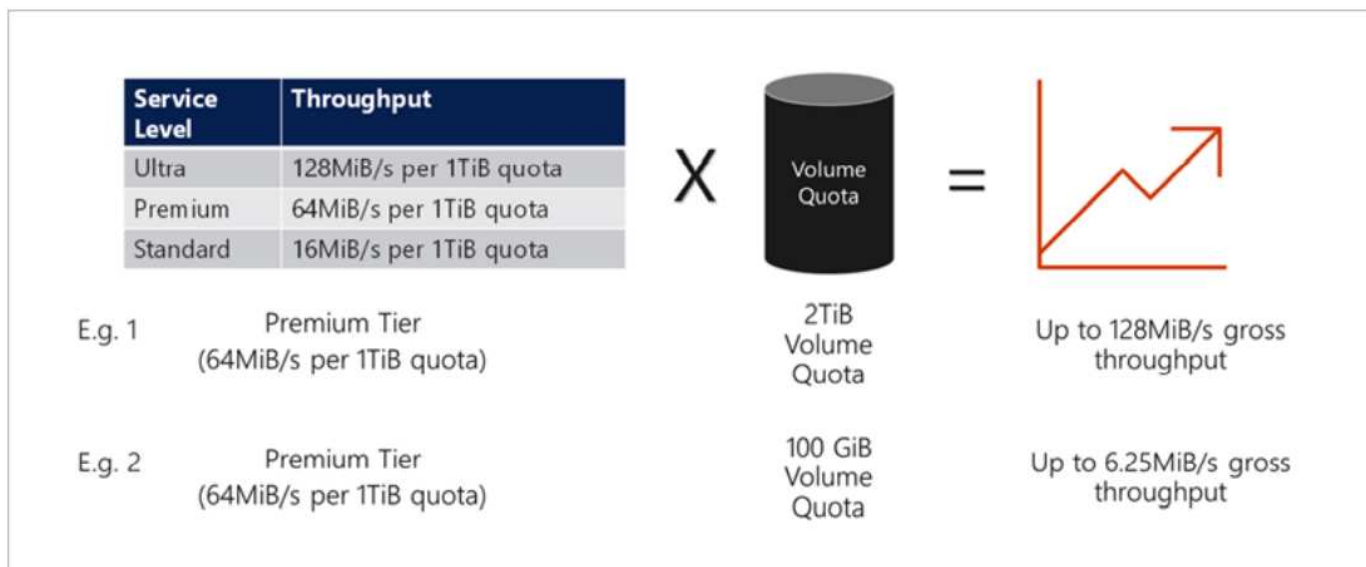 Service Level Throughput
Ultra 128MiB/s per 1TiB quota
Premium 64MiB/s per 1TiB quota
Standard 16MiB/s per 1TiB quota
X
Volume
Quota
=
E.g. 1
Premium Tier
(64MiB/s per 1TiB quota)
2TiB
Volume
Quota
Up to 128MiB/s gross
throughput
E.g. 2
Premium Tier
(64MiB/s per 1TiB quota)
100 GiB
Volume
Quota
Up to 6.25MiB/s gross
throughput